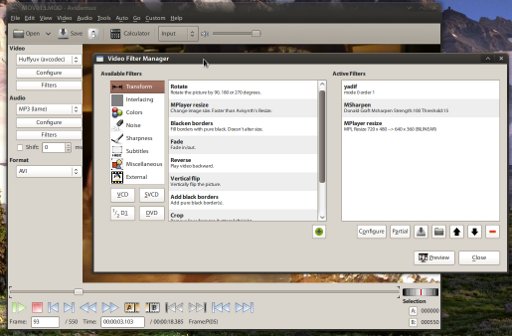 MOV013.MOD - Avidemux
File Edit View Video Audio Tools Auto Go Custom Help
Open Save Calculator Input
Video
Huffyuv (avcodec)
Configure
Filters
Audio
MP3 (lame)
Configure
Filters
Shift: 0 ms
Format
AVI
Video Filter Manager
Available Filters
Transform
Interlacing
Colors
Noise
Sharpness
Subtitles
Miscellaneous
External
VCD SVCD
1/2 D1 DVD
Rotate
Rotate the picture by 90, 180 or 270 degrees.
MPlayer resize
Change image size. Faster than Avisynth's Resize.
Blacken borders
Fill borders with pure black. Doesn't alter size.
Fade
Fade in/out.
Reverse
Play video backward.
Vertical flip
Vertically flip the picture.
Add black borders
Add pure black border(s).
Crop
Active Filters
yadif
mode 0 order 1
MSharpen
Donald Graft Msharpen Strength:100 Threshold:15
MPlayer resize
MPL Resize 720 x 480 --> 640 x 360 (BILINEAR)
Configure Partial
Preview Close
Frame: 93 / 550 Time: 00:00:03.103 / 00:00:18.385 Frame:P(05)
Selection
A: 000000
B: 000550